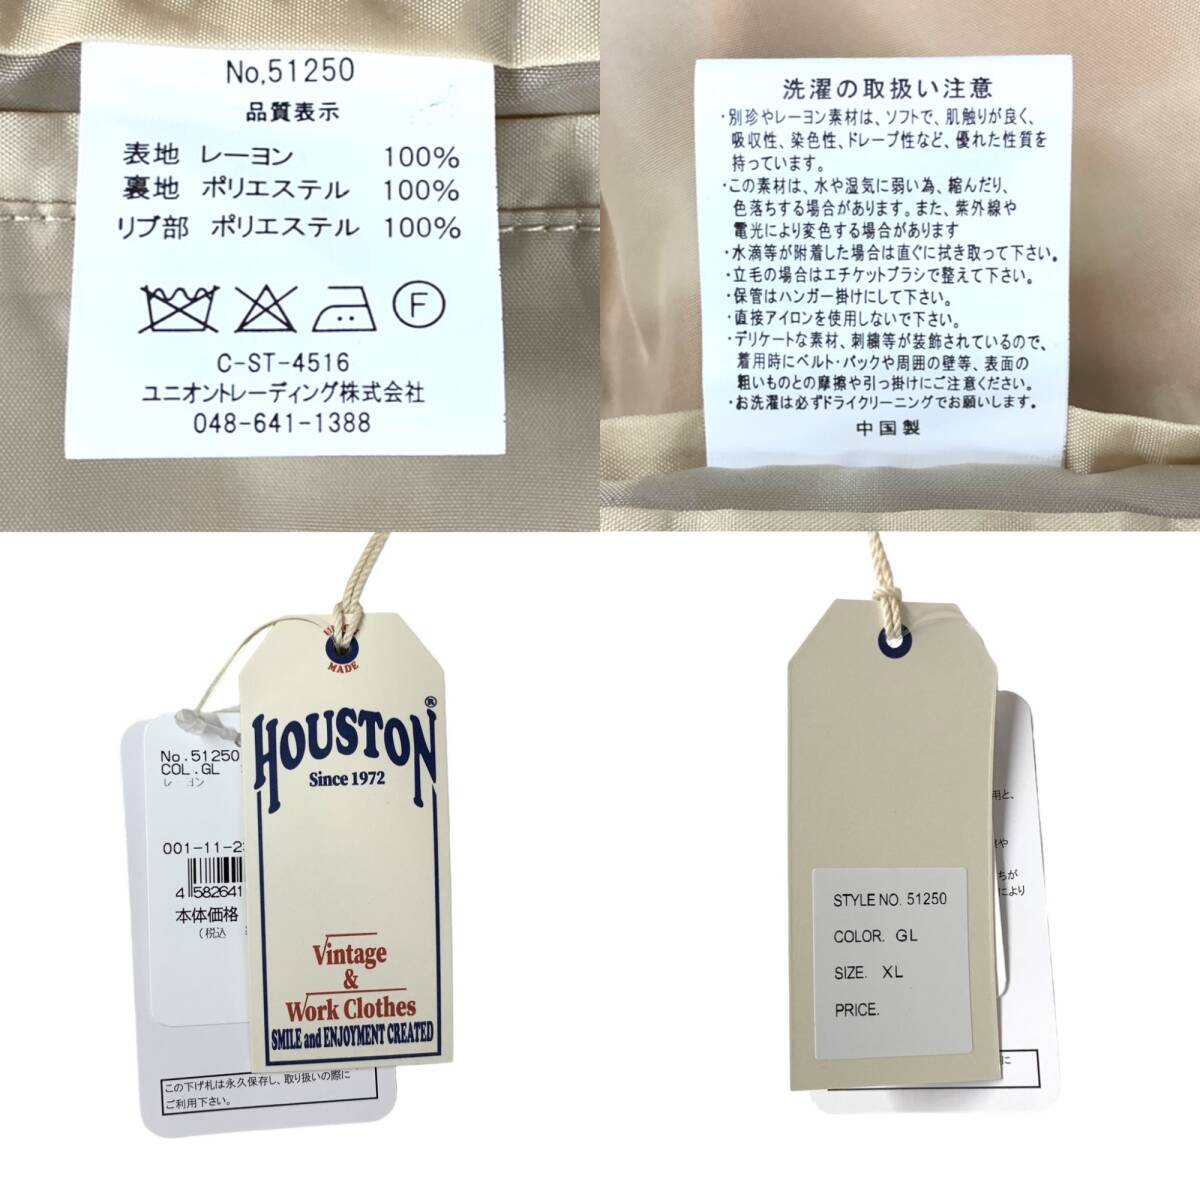 No,51250
品質表示
表地 レーヨン 100%
裏地 ポリエステル 100%
リブ部 ポリエステル 100%
F
C-ST-4516
ユニオントレーディング株式会社
048-641-1388
洗濯の取扱い注意
・別珍やレーヨン素材は、ソフトで、肌触りが良く、
吸収性、染色性、ドレープ性など、優れた性質を
持っています。
・この素材は、水や湿気に弱い為、縮んだり、
色落ちする場合があります。また、紫外線や
電光により変色する場合があります
・水滴等が附着した場合は直ぐに拭き取って下さい。
・立毛の場合はエチケットブラシで整えて下さい。
・保管はハンガー掛けにして下さい。
・直接アイロンを使用しないで下さい。
・デリケートな素材、刺繍等が装飾されているので、
着用時にベルト・バックや周囲の壁等、表面の
粗いものとの摩擦や引っ掛けにご注意ください。
・お洗濯は必ずドライクリーニングでお願いします。
中国製
MADE
HOUSTON®
Since 1972
Vintage
&
Work Clothes
SMILE and ENJOYMENT CREATED
No.51250
COL.GL
レーヨン
001-11-2
4 582641
本体価格
(税込
この下げ札は永久保存し、取り扱いの際に
ご利用下さい。
用と、
や
ちが
により
STYLE NO. 51250
COLOR. GL
SIZE. XL
PRICE.
に